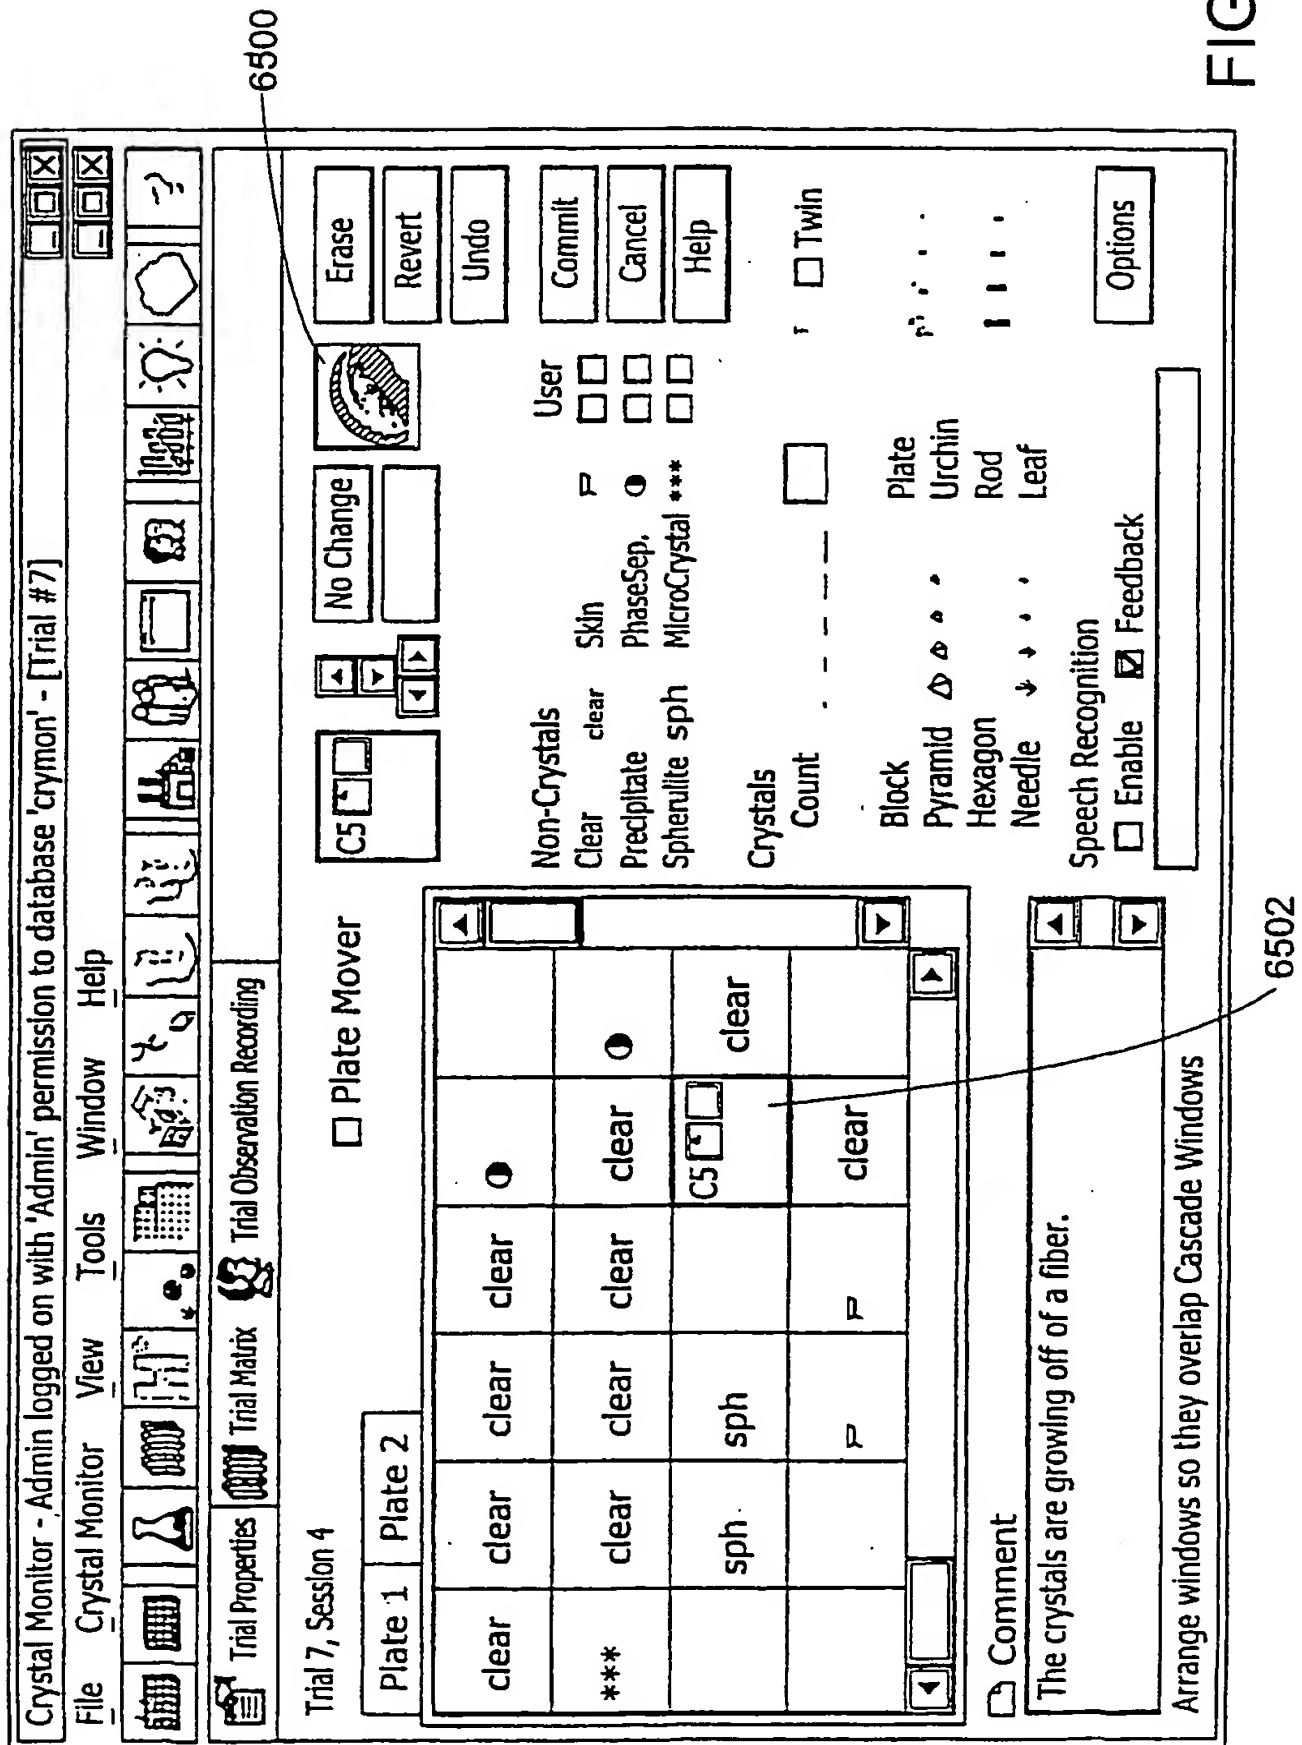 Crystal Monitor - Admin logged on with 'Admin' permission to database 'crymon' - [Trial #7]
File Crystal Monitor View Tools Window Help
?
Trial Properties Trial Matrix Trial Observation Recording
6500
Trial 7, Session 4
Plate Mover
C5
No Change
Erase
Revert
Undo
Plate 1 Plate 2
clear clear clear clear
*** clear clear clear clear
sph sph C5 clear
clear
Non-Crystals User
Clear clear Skin
Precipitate PhaseSep.
Spherulite sph MicroCrystal ***
Commit
Cancel
Help
Crystals
Count
Twin
Block Plate
Pyramid Urchin
Hexagon Rod
Needle Leaf
Speech Recognition
Enable Feedback
Options
Comment
The crystals are growing off of a fiber.
Arrange windows so they overlap Cascade Windows
6502
FIG